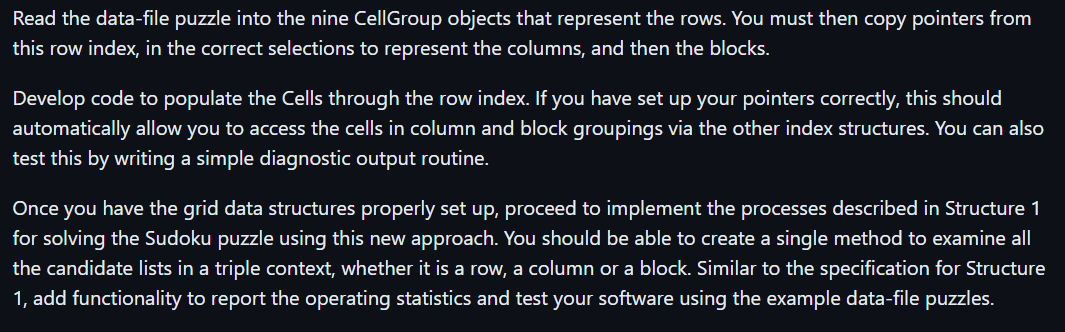 Read the data-file puzzle into the nine CellGroup objects that represent the rows. You must then copy pointers from
this row index, in the correct selections to represent the columns, and then the blocks.
Develop code to populate the Cells through the row index. If you have set up your pointers correctly, this should
automatically allow you to access the cells in column and block groupings via the other index structures. You can also
test this by writing a simple diagnostic output routine.
Once you have the grid data structures properly set up, proceed to implement the processes described in Structure 1
for solving the Sudoku puzzle using this new approach. You should be able to create a single method to examine all
the candidate lists in a triple context, whether it is a row, a column or a block. Similar to the specification for Structure
1, add functionality to report the operating statistics and test your software using the example data-file puzzles.